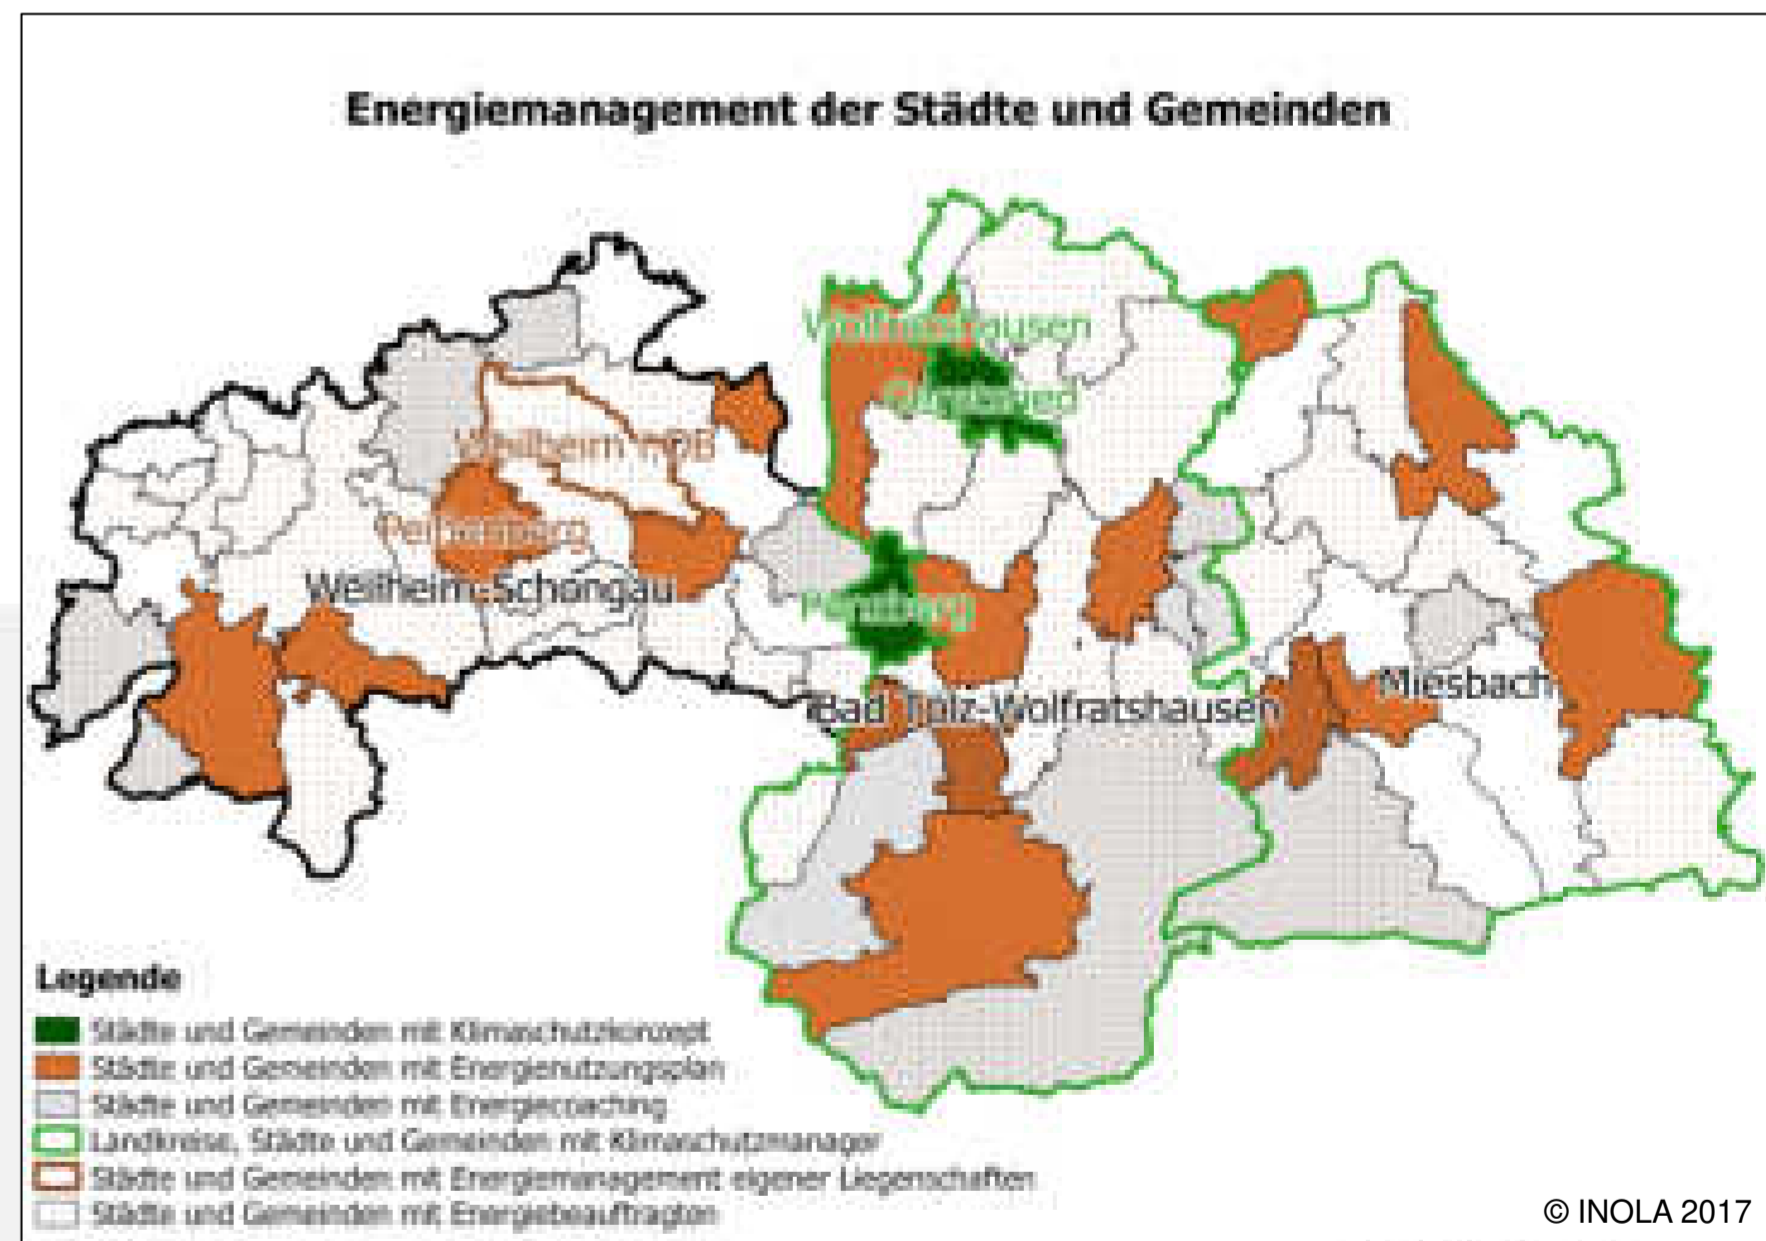 Energiemanagement der Städte und Gemeinden
Wolfratshausen
Geretsried
Weilheim i.OB
Peißenberg
Weilheim-Schongau
Penzberg
Miesbach
Bad Tölz-Wolfratshausen
Legende
Städte und Gemeinden mit Klimaschutzkonzept
Städte und Gemeinden mit Energienutzungsplan
Städte und Gemeinden mit Energiecoaching
Landkreise, Städte und Gemeinden mit Klimaschutzmanager
Städte und Gemeinden mit Energiemanagement eigener Liegenschaften
Städte und Gemeinden mit Energiebeauftragten
© INOLA 2017